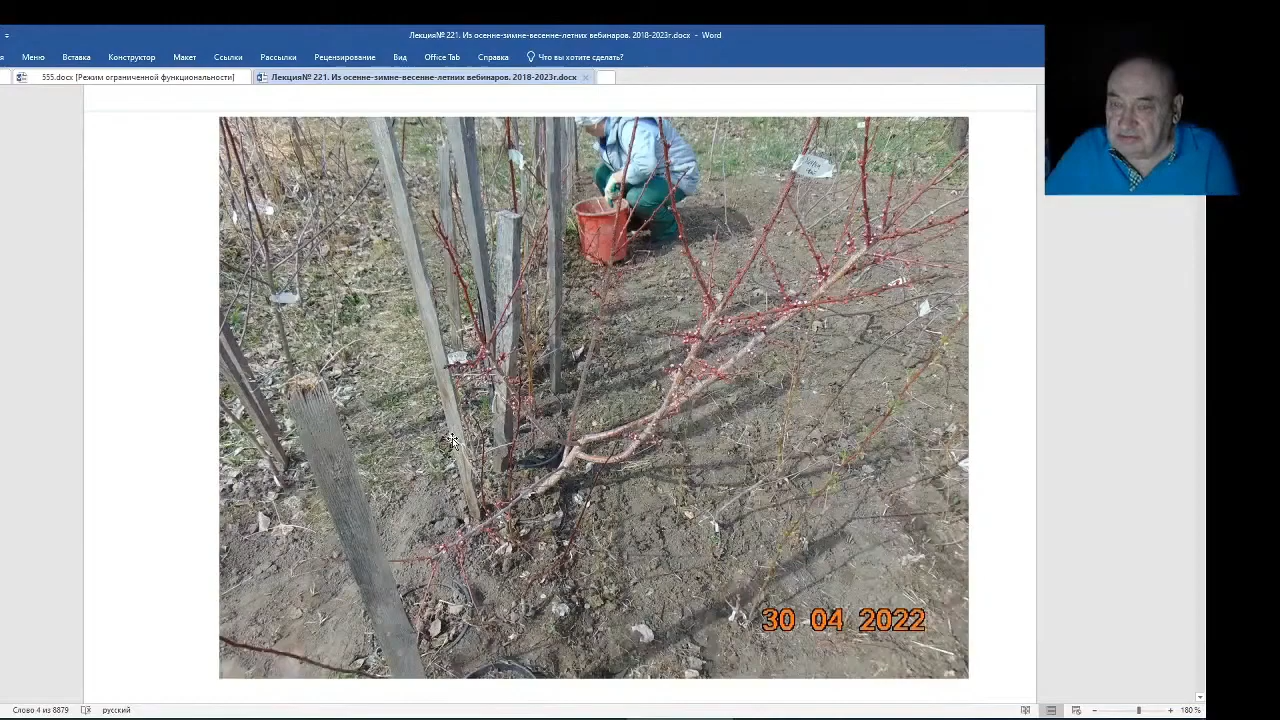 Лекция№ 221. Из осенне-зимне-весенне-летних вебинаров. 2018-2023г.docx - Word
Меню Вставка Конструктор Макет Ссылки Рассылки Рецензирование Вид Office Tab Справка Что вы хотите сделать?
555.docx [Режим ограниченной функциональности] Лекция№ 221. Из осенне-зимне-весенне-летних вебинаров. 2018-2023г.docx
30 04 2022
Слово 4 из 8879 русский 180 %